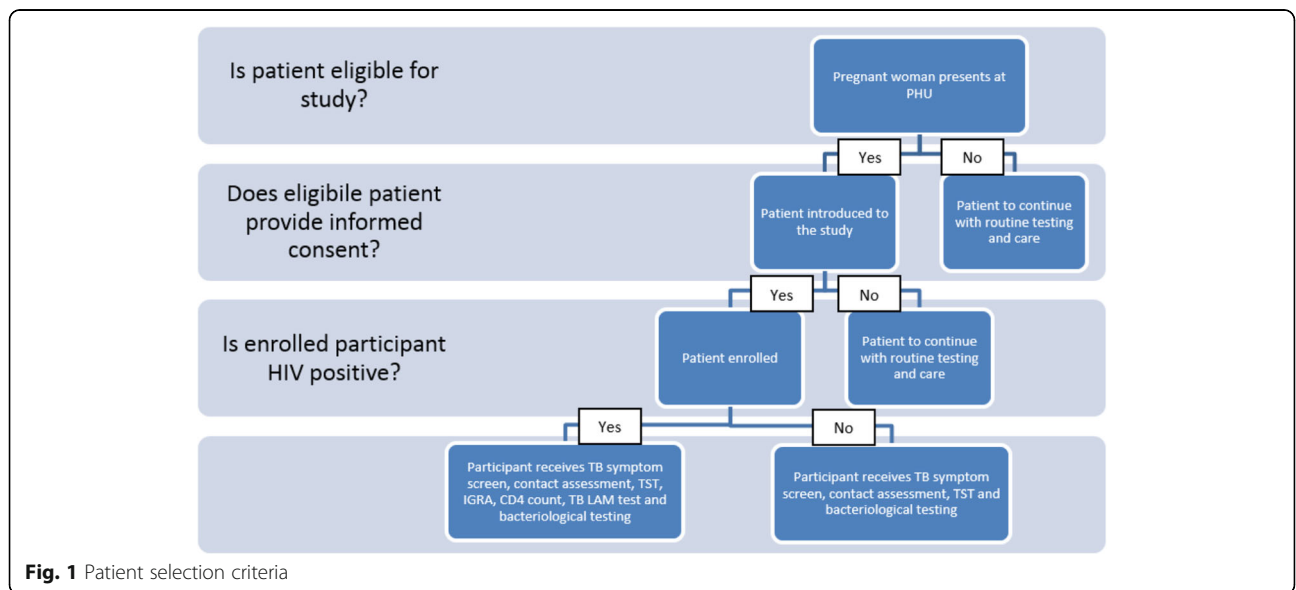 Is patient eligible for
study?
Pregnant woman presents at
PHU
Yes
No
Does eligibile patient
provide informed
consent?
Patient introduced to
the study
Patient to continue
with routine testing
and care
Yes
No
Is enrolled participant
HIV positive?
Patient enrolled
Patient to continue
with routine testing
and care
Yes
No
Participant receives TB symptom
screen, contact assessment, TST,
IGRA, CD4 count, TB LAM test and
bacteriological testing
Participant receives TB symptom
screen, contact assessment, TST and
bacteriological testing
Fig. 1 Patient selection criteria